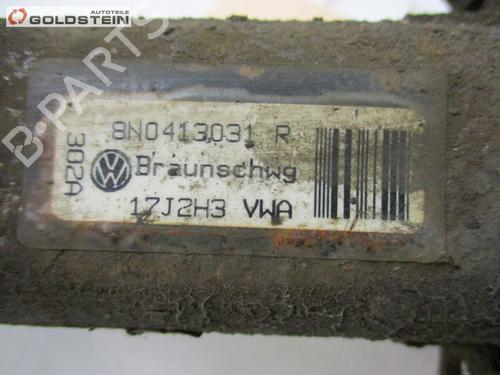 AUTOTEILE
GOLDSTEIN
B-PARTS
8N0413031 R
302A
Braunschwg
17J2H3 VWA